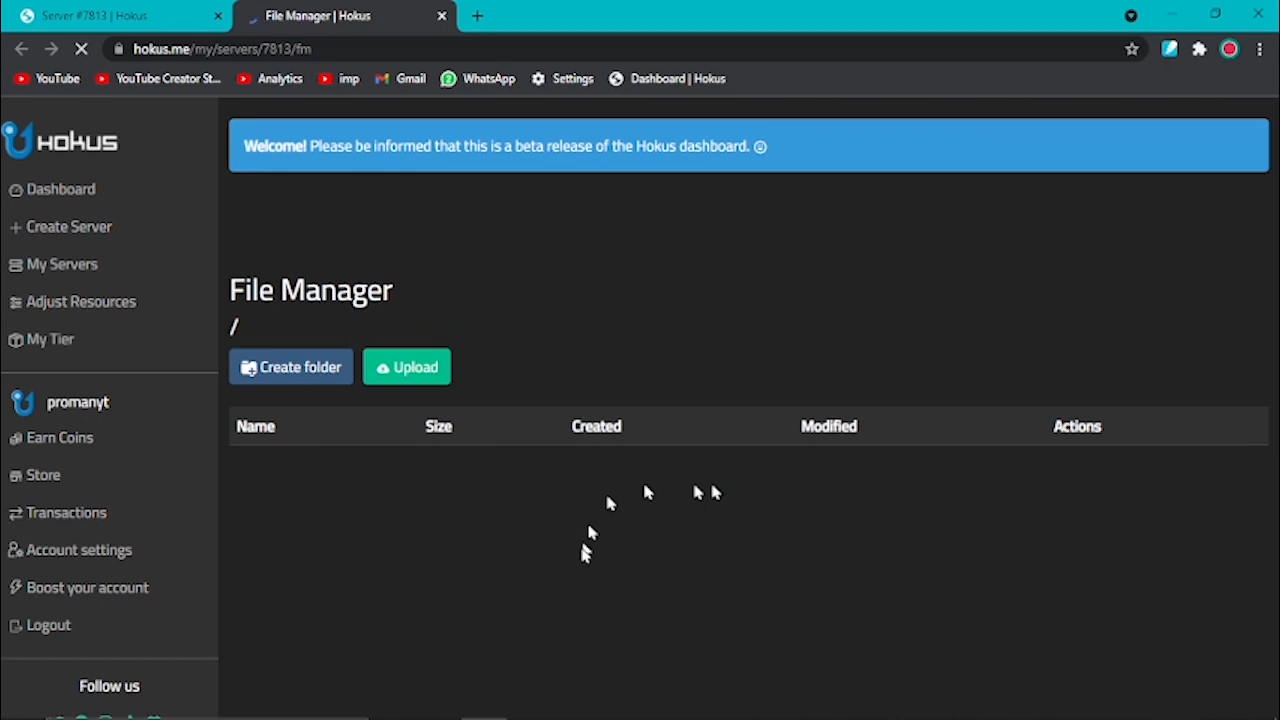 Server #7813 | Hokus
File Manager | Hokus
hokus.me/my/servers/7813/fm
YouTube
YouTube Creator St...
Analytics
imp
Gmail
WhatsApp
Settings
Dashboard | Hokus
HOKUS
Dashboard
Create Server
My Servers
Adjust Resources
My Tier
promanyt
Earn Coins
Store
Transactions
Account settings
Boost your account
Logout
Follow us
Welcome! Please be informed that this is a beta release of the Hokus dashboard.
File Manager
/
Create folder
Upload
Name Size Created Modified Actions